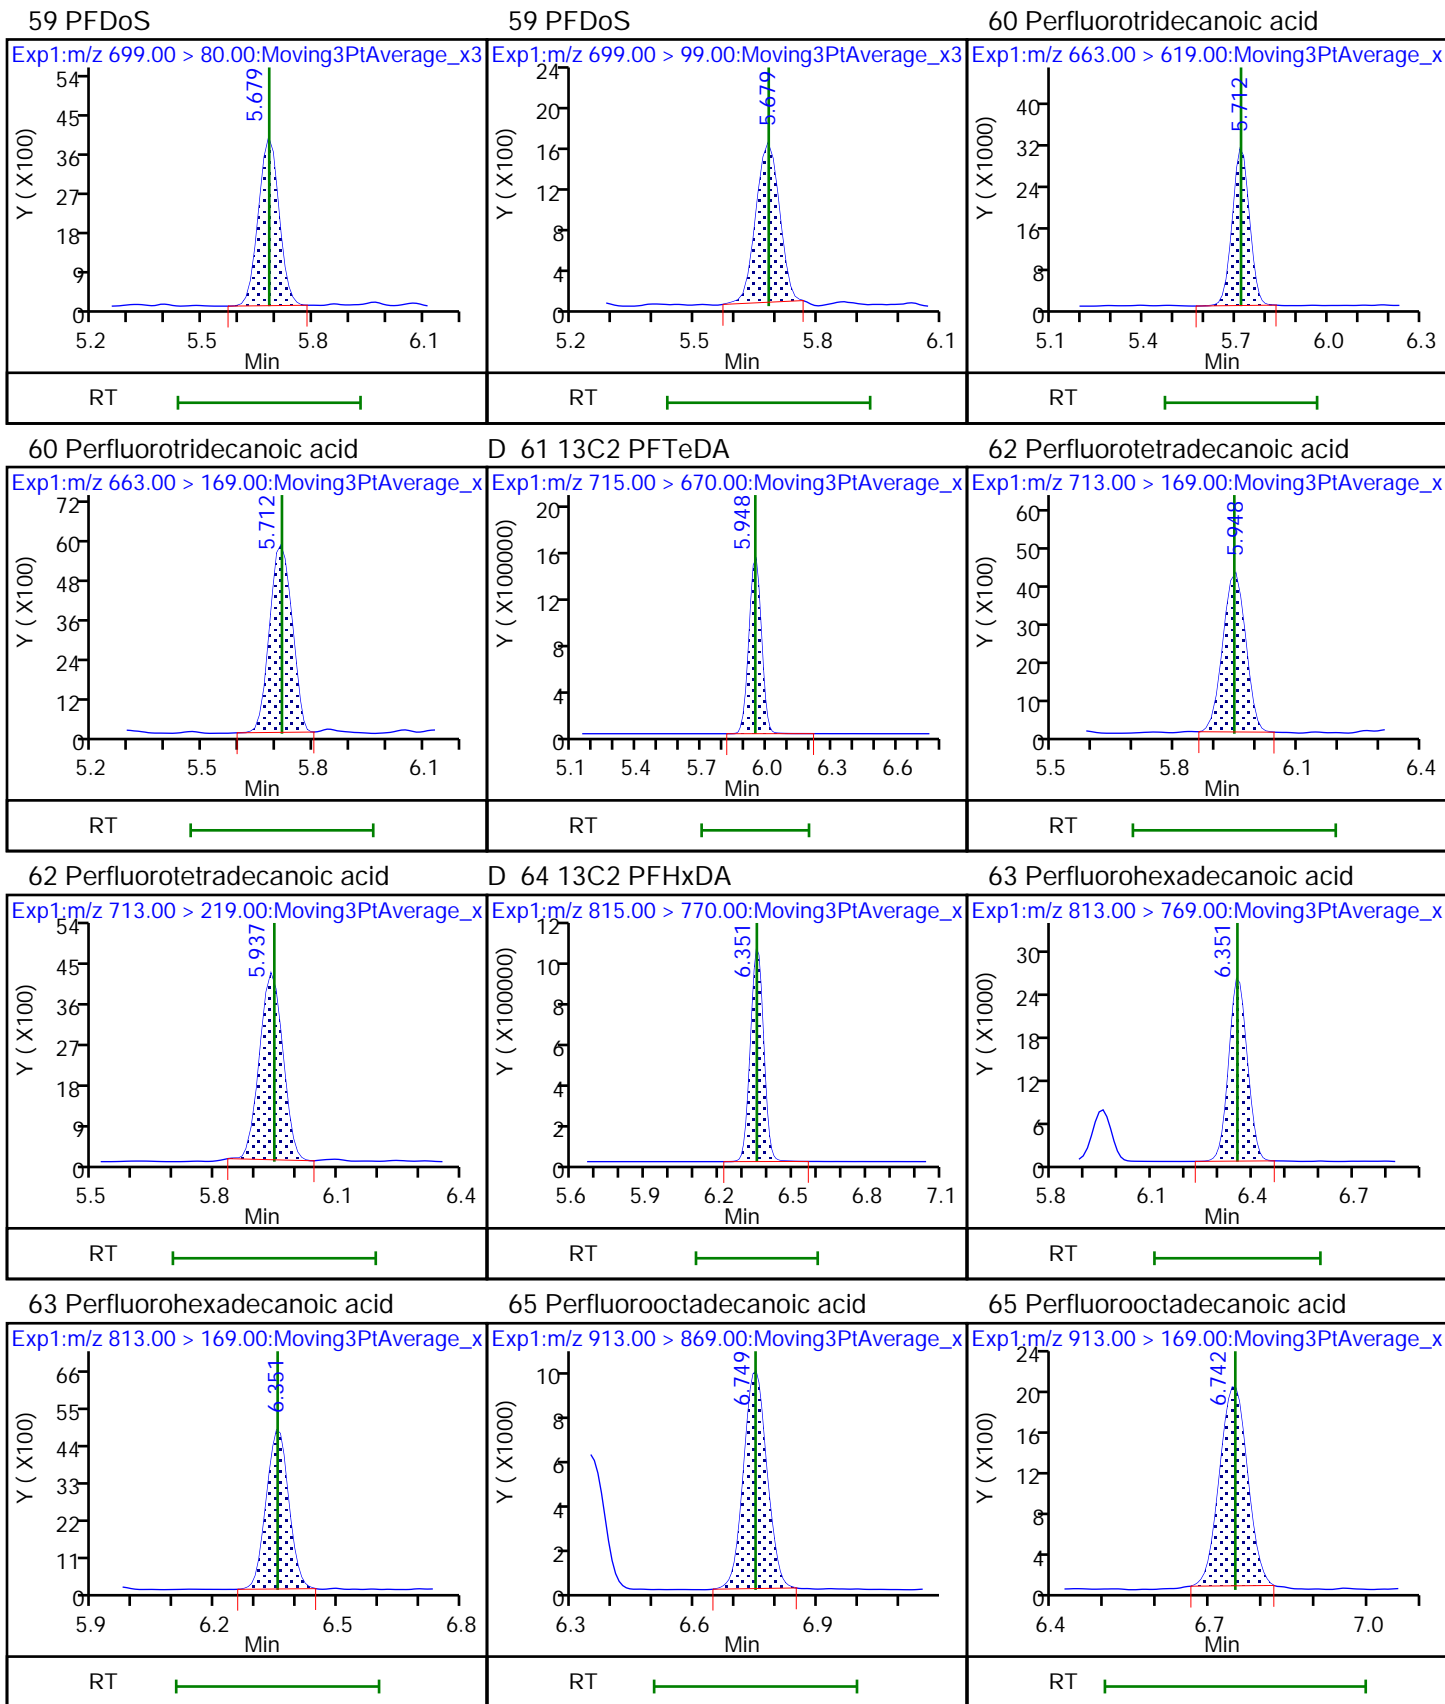 59 PFDoS
Exp1:m/z 699.00 > 80.00:Moving3PtAverage_x3
5.679
Y ( X100)
54
45
36
27
18
9
0
5.2 5.5 5.8 6.1
Min
RT
59 PFDoS
Exp1:m/z 699.00 > 99.00:Moving3PtAverage_x3
5.679
Y ( X100)
24
20
16
12
8
4
0
5.2 5.5 5.8 6.1
Min
RT
60 Perfluorotridecanoic acid
Exp1:m/z 663.00 > 619.00:Moving3PtAverage_x
5.712
Y ( X1000)
40
32
24
16
8
0
5.1 5.4 5.7 6.0 6.3
Min
RT
60 Perfluorotridecanoic acid
Exp1:m/z 663.00 > 169.00:Moving3PtAverage_x
5.712
Y ( X100)
72
60
48
36
24
12
0
5.2 5.5 5.8 6.1
Min
RT
D 61 13C2 PFTeDA
Exp1:m/z 715.00 > 670.00:Moving3PtAverage_x
5.948
Y ( X100000)
20
16
12
8
4
0
5.1 5.4 5.7 6.0 6.3 6.6
Min
RT
62 Perfluorotetradecanoic acid
Exp1:m/z 713.00 > 169.00:Moving3PtAverage_x
5.948
Y ( X100)
60
50
40
30
20
10
0
5.5 5.8 6.1 6.4
Min
RT
62 Perfluorotetradecanoic acid
Exp1:m/z 713.00 > 219.00:Moving3PtAverage_x
5.937
Y ( X100)
54
45
36
27
18
9
0
5.5 5.8 6.1 6.4
Min
RT
D 64 13C2 PFHxDA
Exp1:m/z 815.00 > 770.00:Moving3PtAverage_x
6.351
Y ( X100000)
12
10
8
6
4
2
0
5.6 5.9 6.2 6.5 6.8 7.1
Min
RT
63 Perfluorohexadecanoic acid
Exp1:m/z 813.00 > 769.00:Moving3PtAverage_x
6.351
Y ( X1000)
30
24
18
12
6
0
5.8 6.1 6.4 6.7
Min
RT
63 Perfluorohexadecanoic acid
Exp1:m/z 813.00 > 169.00:Moving3PtAverage_x
6.351
Y ( X100)
66
55
44
33
22
11
0
5.9 6.2 6.5 6.8
Min
RT
65 Perfluorooctadecanoic acid
Exp1:m/z 913.00 > 869.00:Moving3PtAverage_x
6.749
Y ( X1000)
10
8
6
4
2
0
6.3 6.6 6.9
Min
RT
65 Perfluorooctadecanoic acid
Exp1:m/z 913.00 > 169.00:Moving3PtAverage_x
6.742
Y ( X100)
24
20
16
12
8
4
0
6.4 6.7 7.0
Min
RT